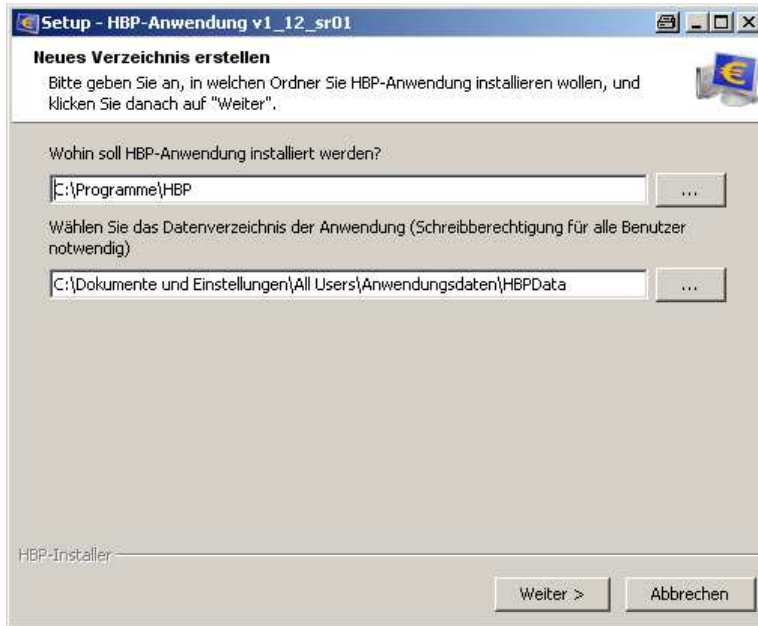 Setup - HBP-Anwendung v1_12_sr01
Neues Verzeichnis erstellen
Bitte geben Sie an, in welchen Ordner Sie HBP-Anwendung installieren wollen, und
klicken Sie danach auf "Weiter".
Wohin soll HBP-Anwendung installiert werden?
C:\Programme\HBP
...
Wählen Sie das Datenverzeichnis der Anwendung (Schreibberechtigung für alle Benutzer
notwendig)
C:\Dokumente und Einstellungen\All Users\Anwendungsdaten\HBPData
...
HBP-Installer
Weiter >
Abbrechen